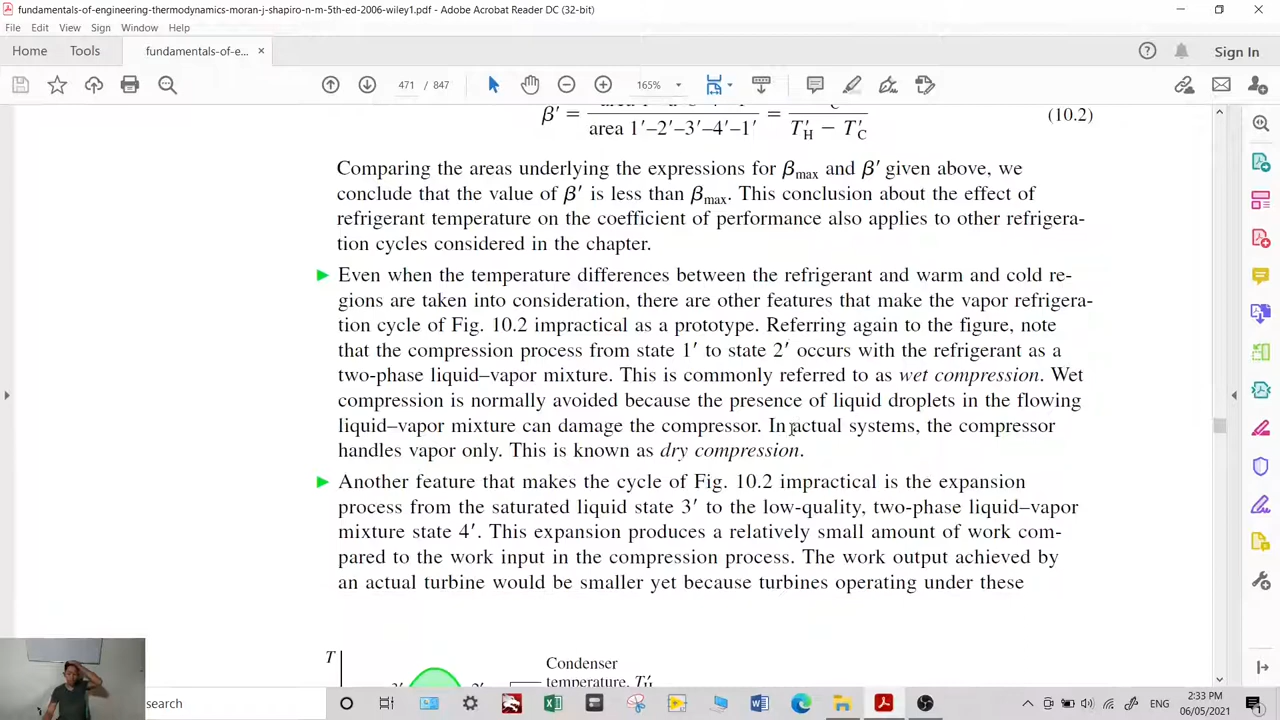 fundamentals-of-engineering-thermodynamics-moran-j-shapiro-n-m-5th-ed-2006-wiley1.pdf - Adobe Acrobat Reader DC (32-bit)
File Edit View Sign Window Help
Home Tools fundamentals-of-e... ×
Sign In
471 / 847
165%
β′ = area 1′–2′–3′–4′–1′ = T′H − T′C (10.2)
Comparing the areas underlying the expressions for βmax and β′ given above, we
conclude that the value of β′ is less than βmax. This conclusion about the effect of
refrigerant temperature on the coefficient of performance also applies to other refrigera-
tion cycles considered in the chapter.
Even when the temperature differences between the refrigerant and warm and cold re-
gions are taken into consideration, there are other features that make the vapor refrigera-
tion cycle of Fig. 10.2 impractical as a prototype. Referring again to the figure, note
that the compression process from state 1′ to state 2′ occurs with the refrigerant as a
two-phase liquid–vapor mixture. This is commonly referred to as wet compression. Wet
compression is normally avoided because the presence of liquid droplets in the flowing
liquid–vapor mixture can damage the compressor. In actual systems, the compressor
handles vapor only. This is known as dry compression.
Another feature that makes the cycle of Fig. 10.2 impractical is the expansion
process from the saturated liquid state 3′ to the low-quality, two-phase liquid–vapor
mixture state 4′. This expansion produces a relatively small amount of work com-
pared to the work input in the compression process. The work output achieved by
an actual turbine would be smaller yet because turbines operating under these
T
Condenser
temperature, T′H
search
ENG
2:33 PM
06/05/2021